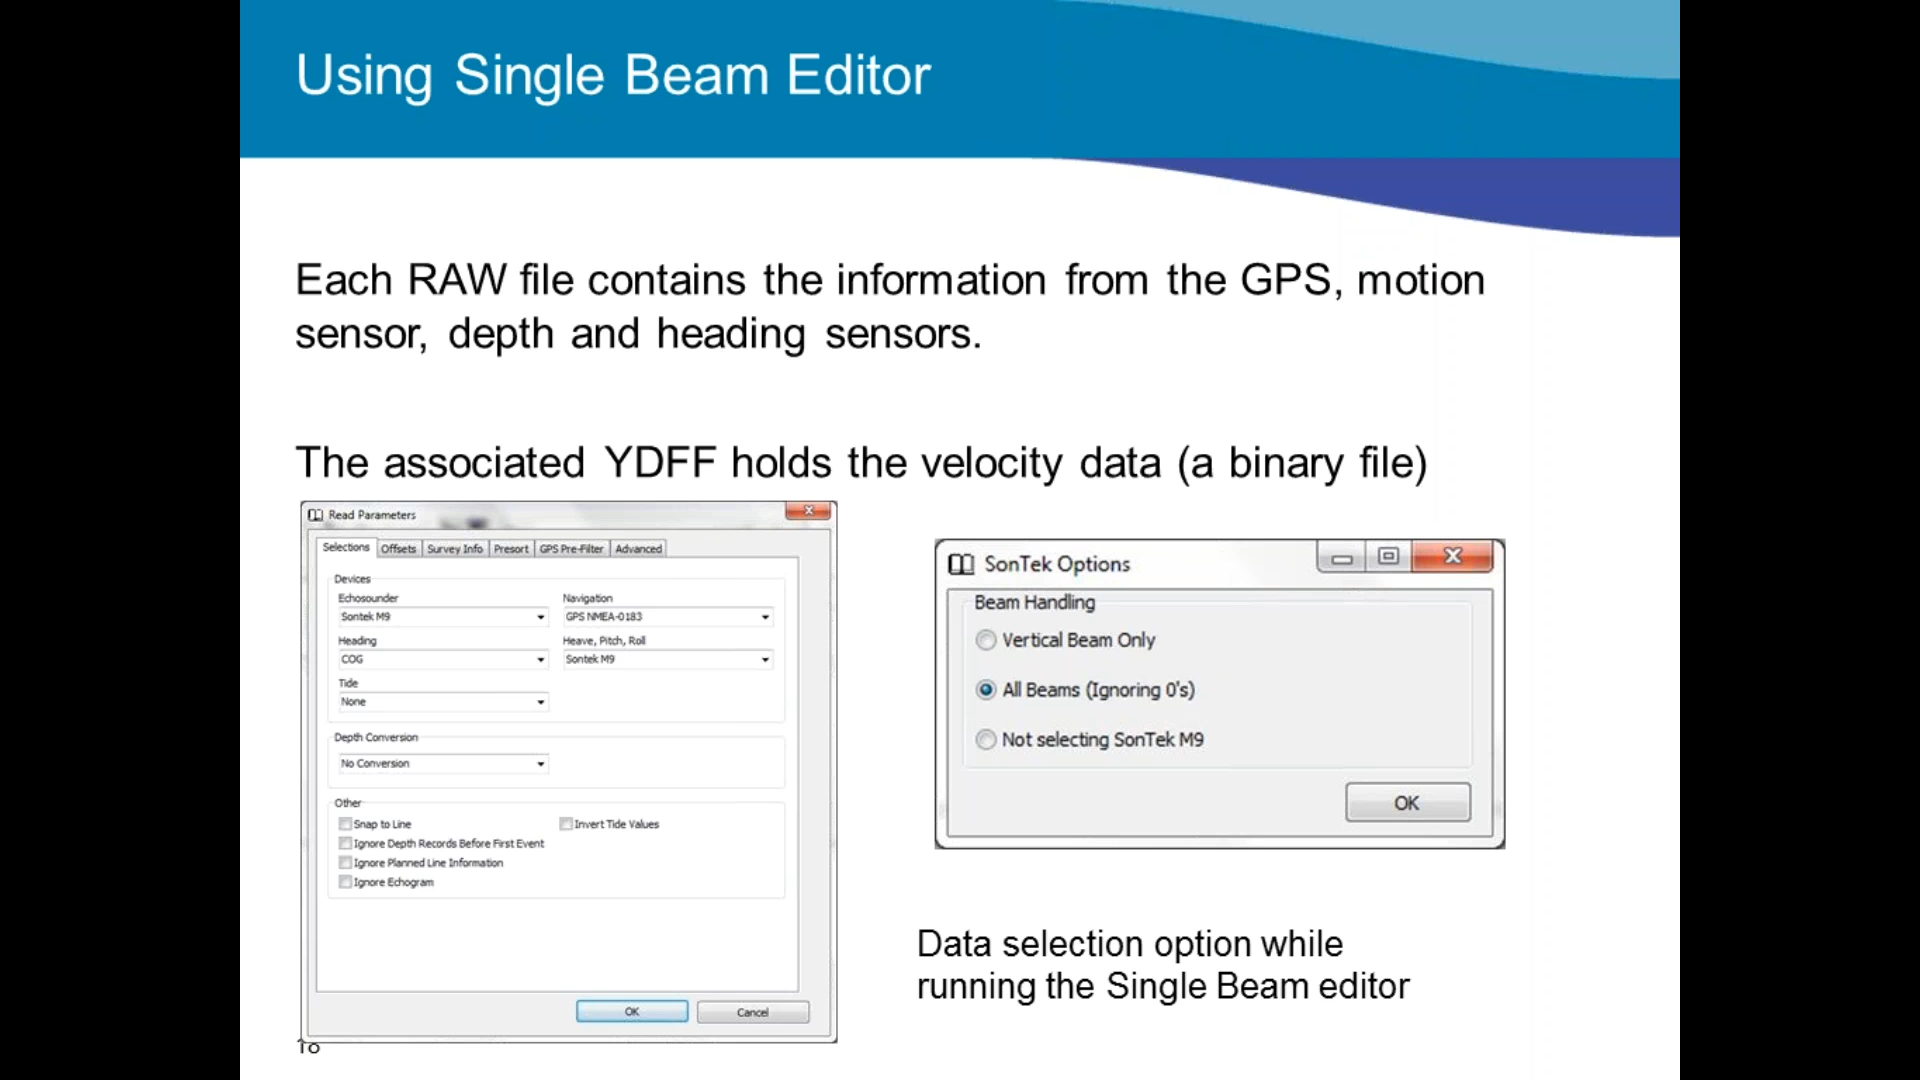 Using Single Beam Editor
Each RAW file contains the information from the GPS, motion
sensor, depth and heading sensors.
The associated YDFF holds the velocity data (a binary file)
Read Parameters
Selections Offsets Survey Info Presort GPS Pre-Filter Advanced
Devices
Echosounder Navigation
Sontek M9 GPS NMEA-0183
Heading Heave, Pitch, Roll
COG Sontek M9
Tide
None
Depth Conversion
No Conversion
Other
Snap to Line Invert Tide Values
Ignore Depth Records Before First Event
Ignore Planned Line Information
Ignore Echogram
OK Cancel
SonTek Options
Beam Handling
Vertical Beam Only
All Beams (Ignoring 0's)
Not selecting SonTek M9
OK
Data selection option while
running the Single Beam editor